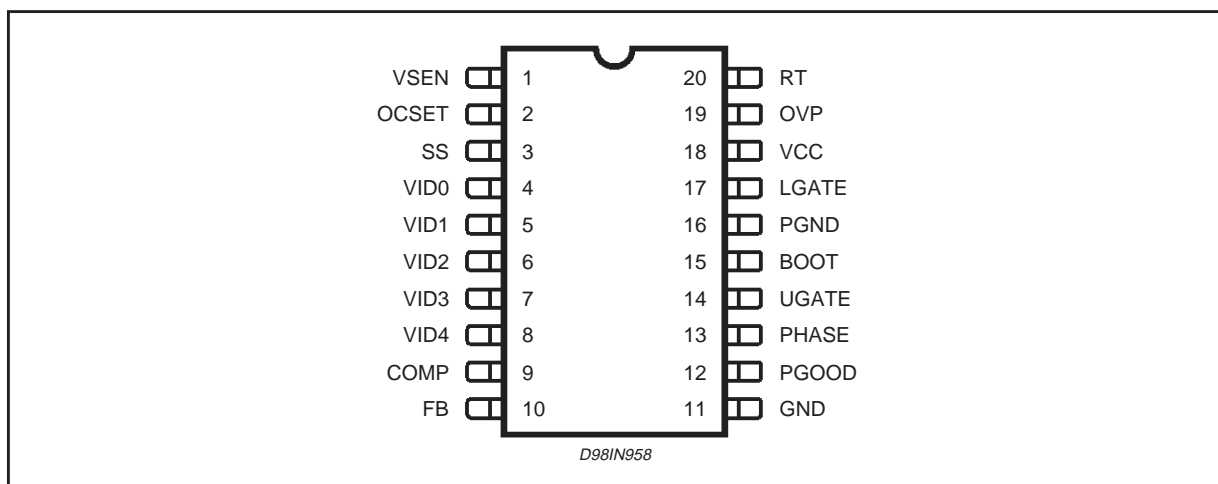 VSEN 1 20 RT
OCSET 2 19 OVP
SS 3 18 VCC
VID0 4 17 LGATE
VID1 5 16 PGND
VID2 6 15 BOOT
VID3 7 14 UGATE
VID4 8 13 PHASE
COMP 9 12 PGOOD
FB 10 11 GND
D98IN958